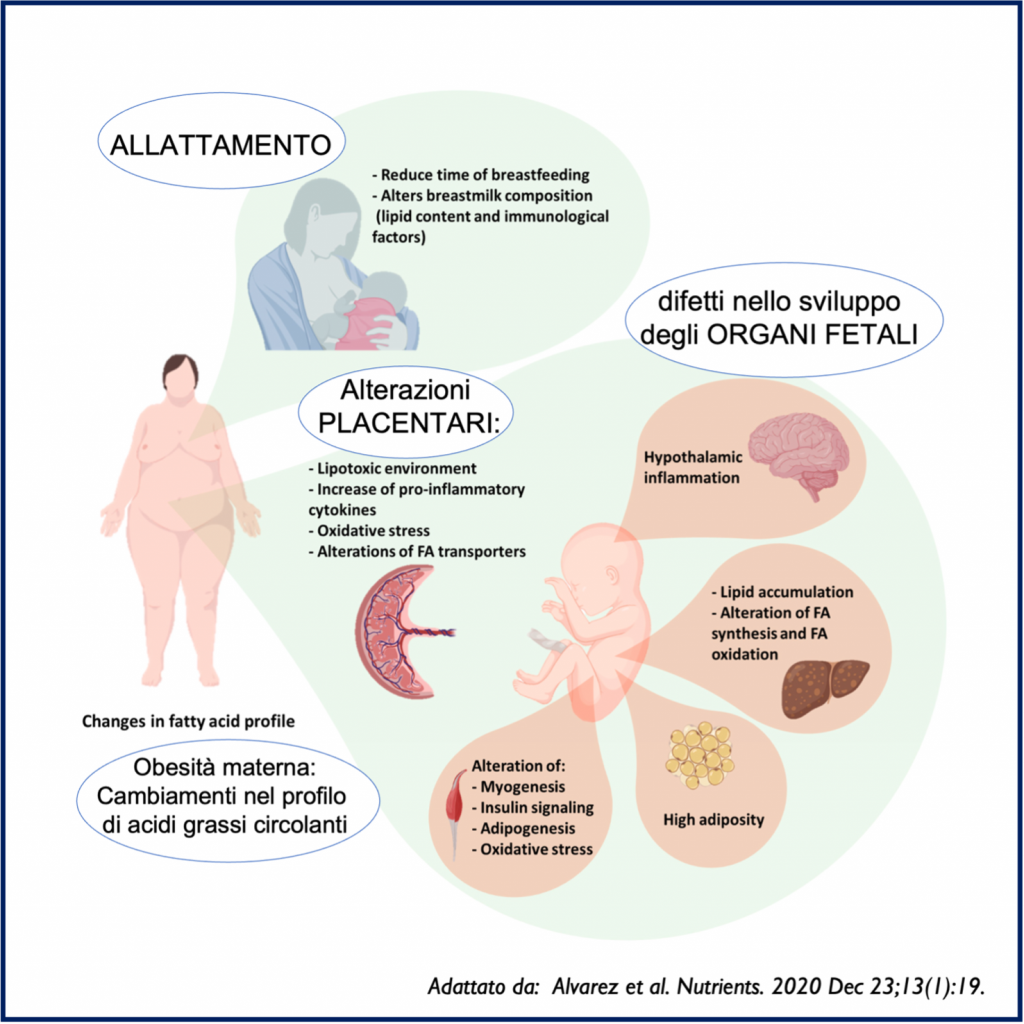 ALLATTAMENTO
- Reduce time of breastfeeding
- Alters breastmilk composition
(lipid content and immunological
factors)
difetti nello sviluppo
degli ORGANI FETALI
Alterazioni
PLACENTARI:
- Lipotoxic environment
- Increase of pro-inflammatory
cytokines
- Oxidative stress
- Alterations of FA transporters
Hypothalamic
inflammation
- Lipid accumulation
- Alteration of FA
synthesis and FA
oxidation
Changes in fatty acid profile
Obesità materna:
Cambiamenti nel profilo
di acidi grassi circolanti
Alteration of:
- Myogenesis
- Insulin signaling
- Adipogenesis
- Oxidative stress
High adiposity
Adattato da: Alvarez et al. Nutrients. 2020 Dec 23;13(1):19.